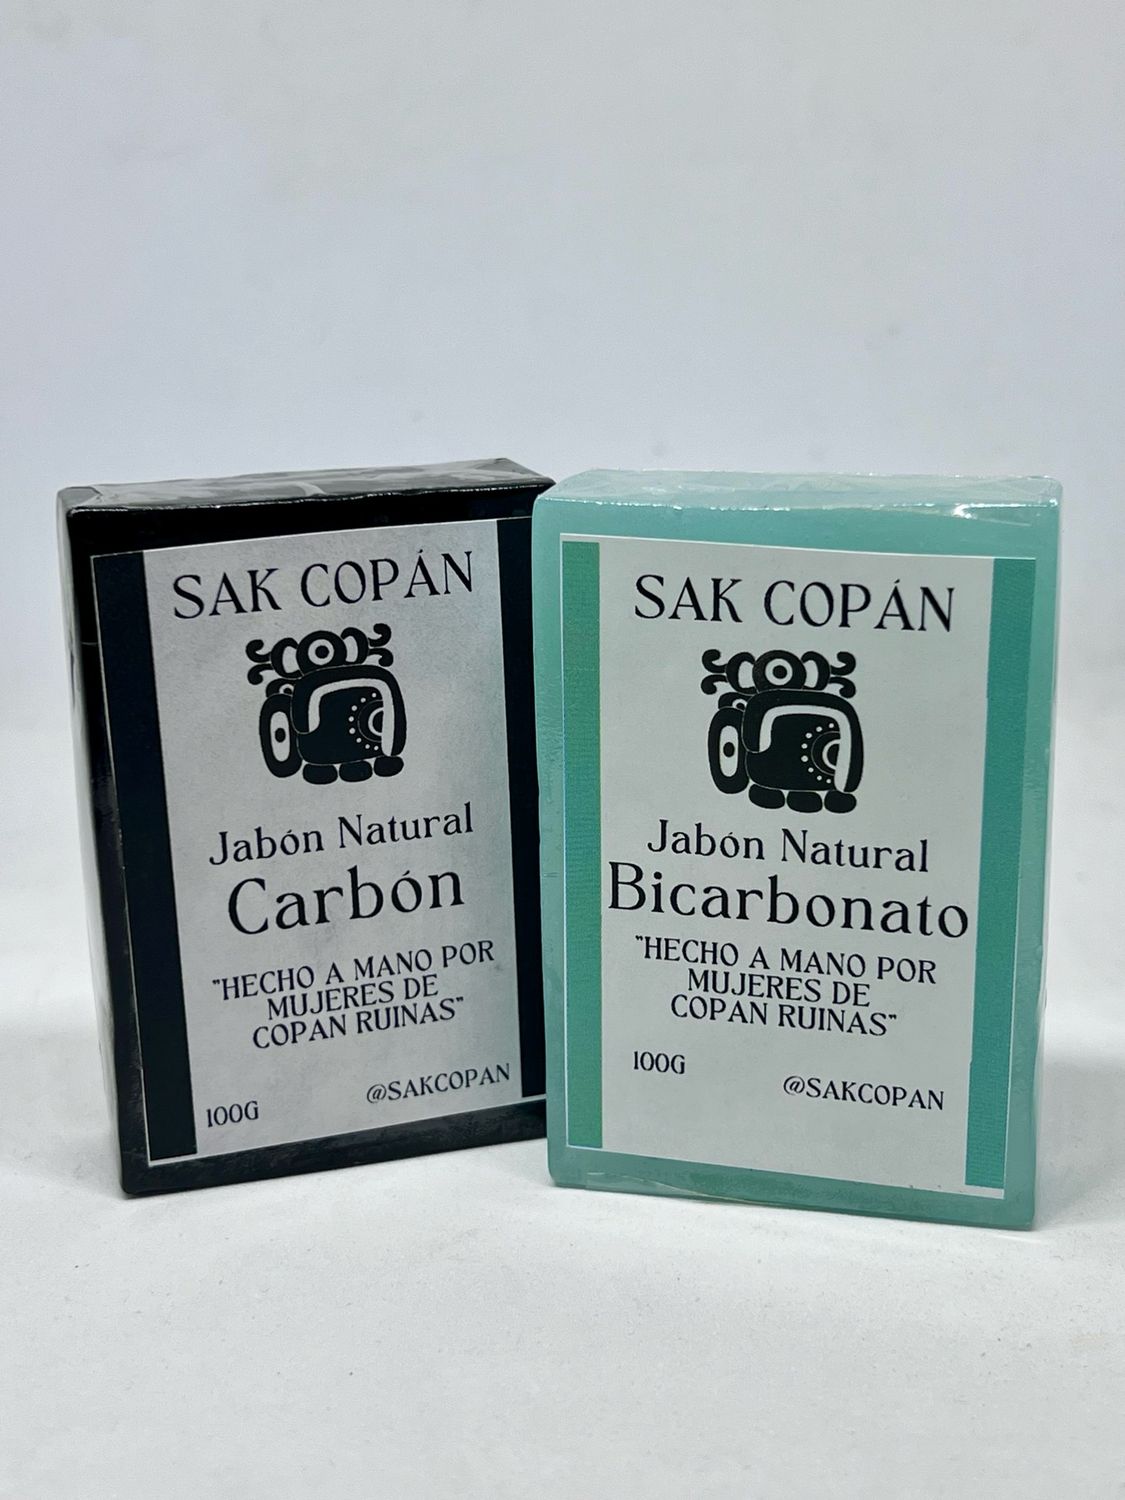 SAK COPÁN
Jabón Natural
Carbón
"HECHO A MANO POR
MUJERES DE
COPAN RUINAS"
100G
@SAKCOPAN
SAK COPÁN
Jabón Natural
Bicarbonato
"HECHO A MANO POR
MUJERES DE
COPAN RUINAS"
100G
@SAKCOPAN